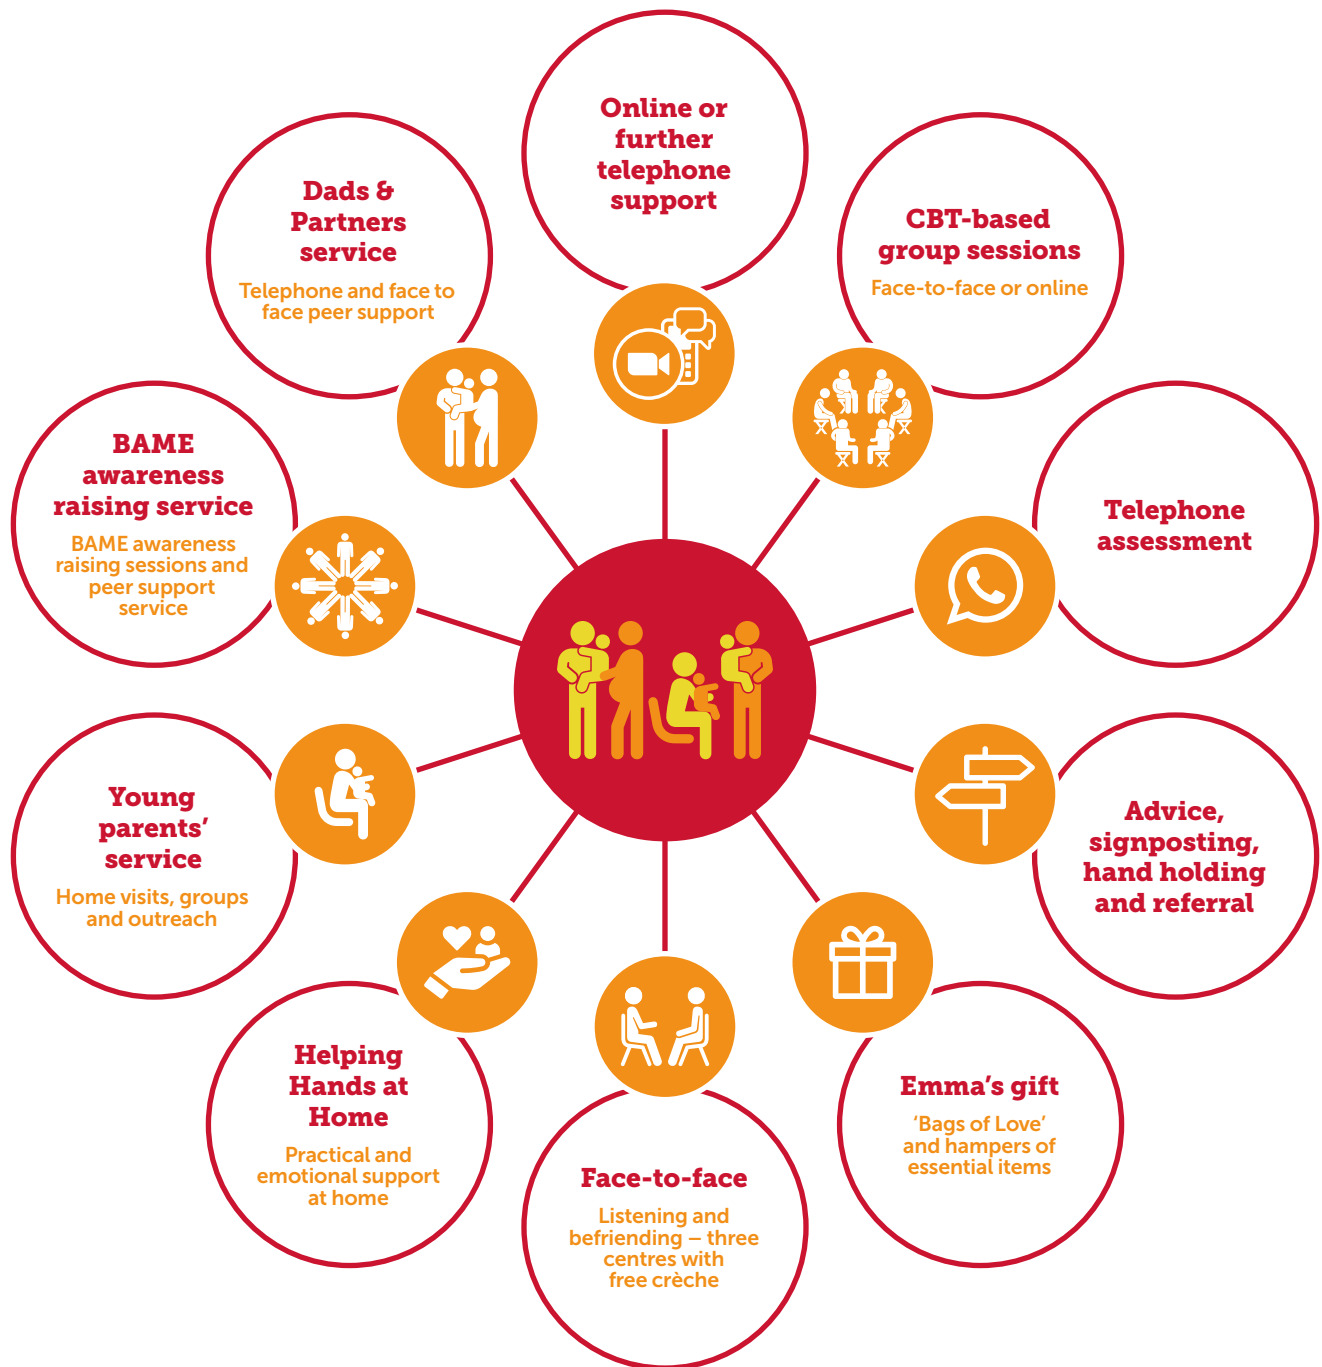 Online or
further
telephone
support
CBT-based
group sessions
Face-to-face or online
Telephone
assessment
Advice,
signposting,
hand holding
and referral
Emma’s gift
‘Bags of Love’
and hampers of
essential items
Face-to-face
Listening and
befriending – three
centres with
free crèche
Helping
Hands at
Home
Practical and
emotional support
at home
Young
parents’
service
Home visits, groups
and outreach
BAME
awareness
raising service
BAME awareness
raising sessions and
peer support
service
Dads &
Partners
service
Telephone and face to
face peer support